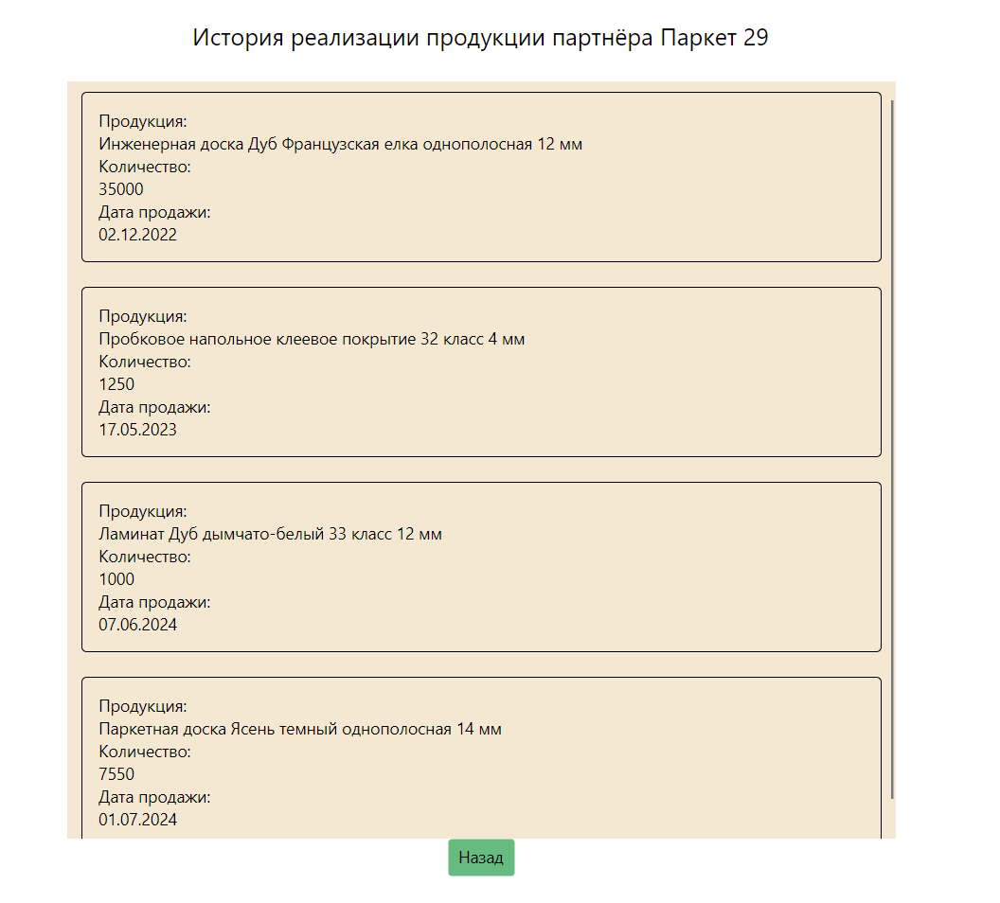 История реализации продукции партнёра Паркет 29
Продукция:
Инженерная доска Дуб Французская елка однополосная 12 мм
Количество:
35000
Дата продажи:
02.12.2022
Продукция:
Пробковое напольное клеевое покрытие 32 класс 4 мм
Количество:
1250
Дата продажи:
17.05.2023
Продукция:
Ламинат Дуб дымчато-белый 33 класс 12 мм
Количество:
1000
Дата продажи:
07.06.2024
Продукция:
Паркетная доска Ясень темный однополосная 14 мм
Количество:
7550
Дата продажи:
01.07.2024
Назад